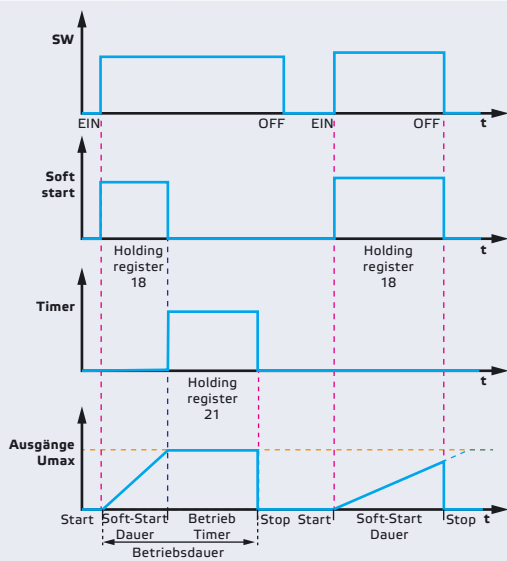 SW
EIN OFF EIN OFF t
Soft
start
Holding
register
18
Holding
register
18
t
Timer
Holding
register
21
t
Ausgänge
Umax
Start Soft-Start Betrieb Stop Start Soft-Start Stop t
Dauer Timer Dauer
Betriebsdauer